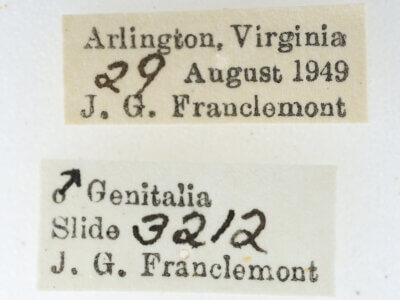 Arlington, Virginia
29 August 1949
J. G. Franclemont
♂ Genitalia
Slide 3212
J. G. Franclemont